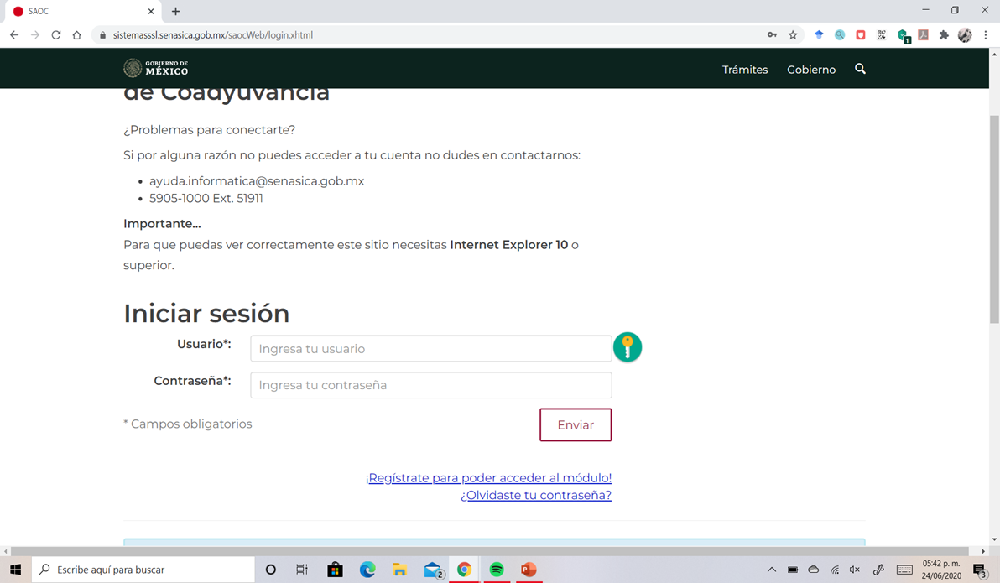 SAOC
sistemasssl.senasica.gob.mx/saocWeb/login.xhtml
1
GOBIERNO DE
MÉXICO
Trámites
Gobierno
de Coadyuvancia
¿Problemas para conectarte?
Si por alguna razón no puedes acceder a tu cuenta no dudes en contactarnos:
• ayuda.informatica@senasica.gob.mx
• 5905-1000 Ext. 51911
Importante...
Para que puedas ver correctamente este sitio necesitas Internet Explorer 10 o
superior.
Iniciar sesión
Usuario*:
Ingresa tu usuario
Contraseña*:
Ingresa tu contraseña
* Campos obligatorios
Enviar
¡Regístrate para poder acceder al módulo!
¿Olvidaste tu contraseña?
Escribe aquí para buscar
2
05:42 p. m.
24/06/2020
3